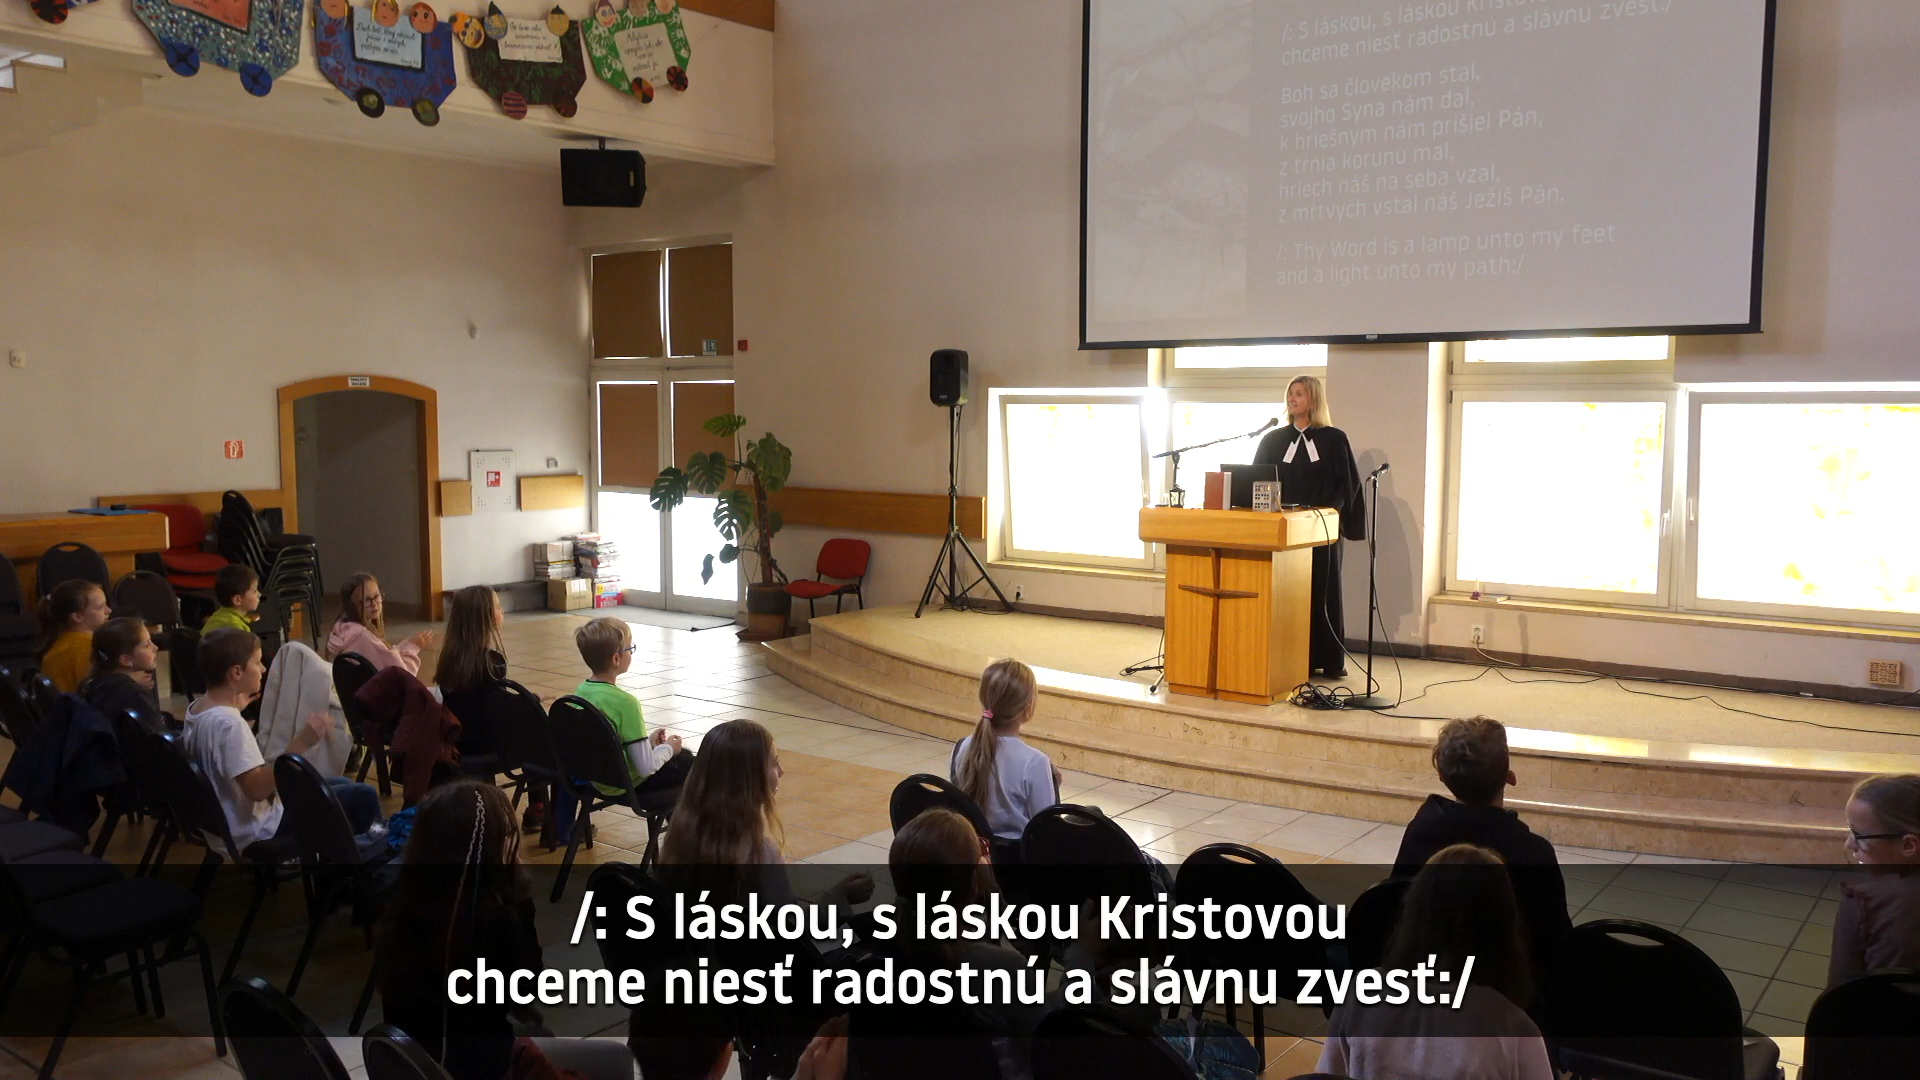 /: S láskou, s láskou Kristovou
chceme niesť radostnú a slávnu zvesť:/
Boh sa človekom stal,
svojho Syna nám dal,
k hriešnym nám prišiel Pán,
z tŕnia korunu mal,
hriech náš na seba vzal,
z mŕtvych vstal náš Ježiš Pán.
/: Thy Word is a lamp unto my feet
and a light unto my path:/
/: S láskou, s láskou Kristovou
chceme niesť radostnú a slávnu zvesť:/